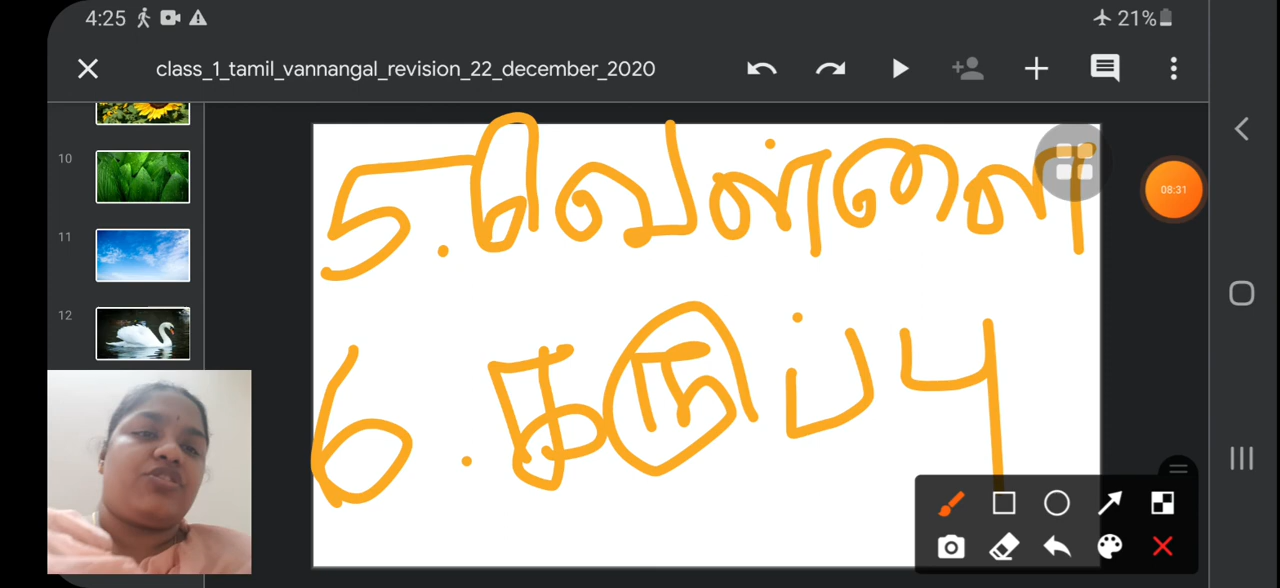 4:25 21%
class_1_tamil_vannangal_revision_22_december_2020
10
11
12
5. வெள்ளை
6. கருப்பு
08:31